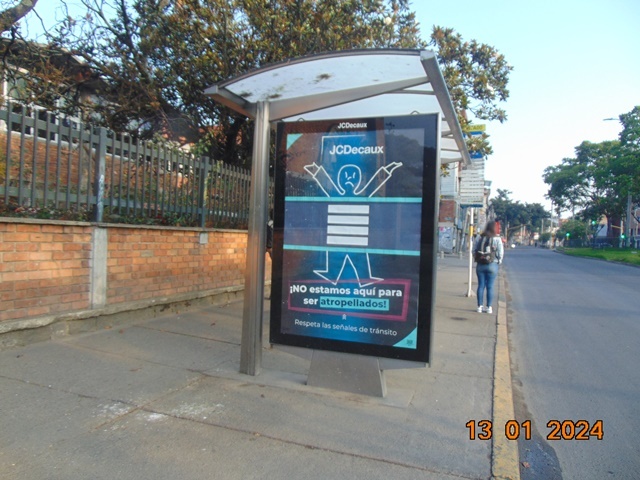 JCDecaux
JCDecaux
¡NO estamos aquí para
ser atropellados!
Respeta las señales de tránsito
13 01 2024